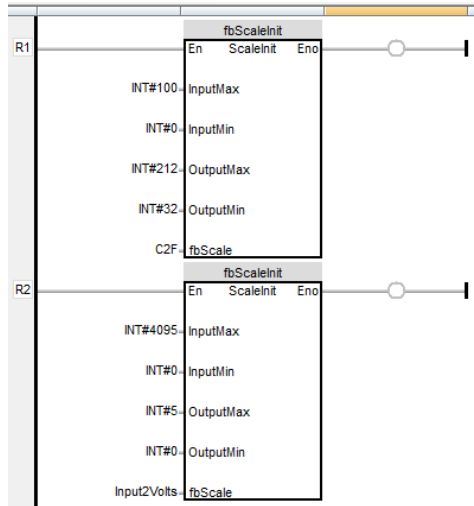 fbScaleInit
R1
En ScaleInit Eno
INT#100 InputMax
INT#0 InputMin
INT#212 OutputMax
INT#32 OutputMin
C2F fbScale
fbScaleInit
R2
En ScaleInit Eno
INT#4095 InputMax
INT#0 InputMin
INT#5 OutputMax
INT#0 OutputMin
Input2Volts fbScale